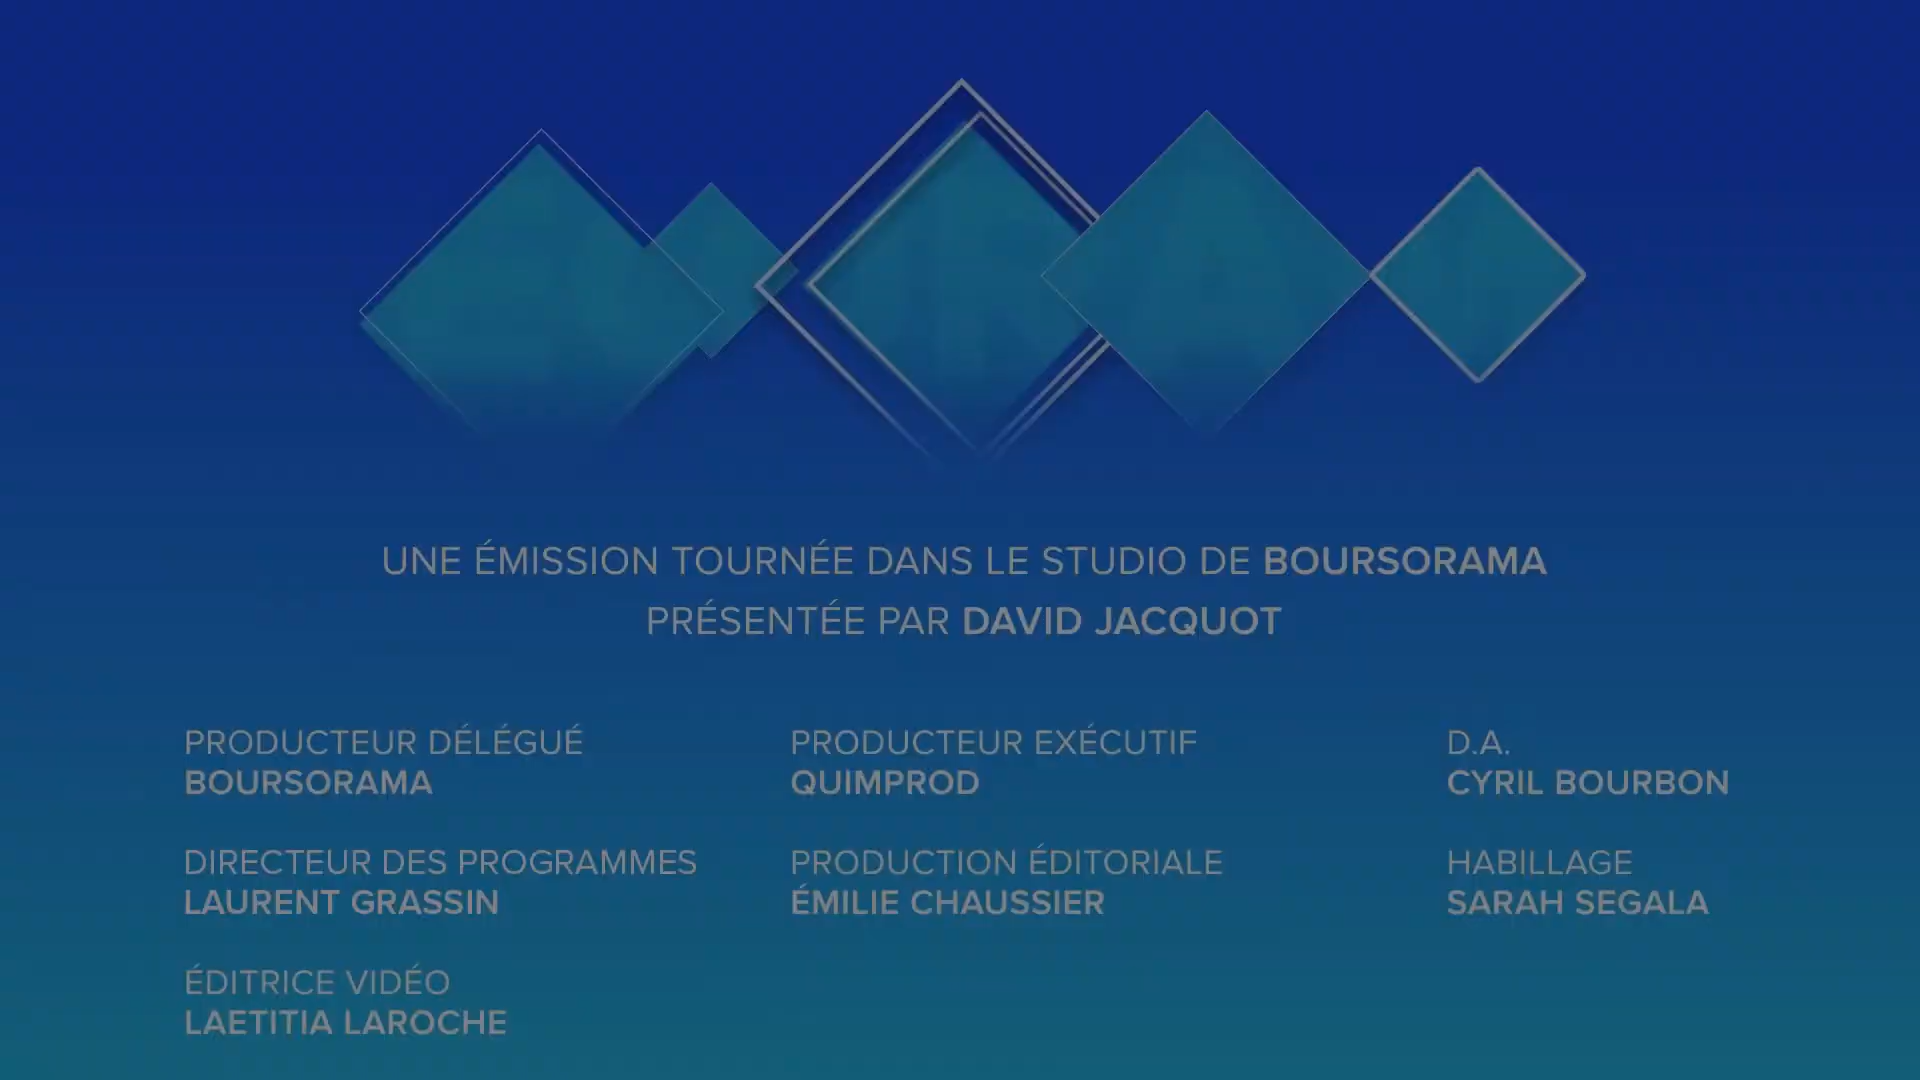 UNE ÉMISSION TOURNÉE DANS LE STUDIO DE BOURSORAMA
PRÉSENTÉE PAR DAVID JACQUOT
PRODUCTEUR DÉLÉGUÉ
BOURSORAMA
DIRECTEUR DES PROGRAMMES
LAURENT GRASSIN
ÉDITRICE VIDÉO
LAETITIA LAROCHE
PRODUCTEUR EXÉCUTIF
QUIMPROD
PRODUCTION ÉDITORIALE
ÉMILIE CHAUSSIER
D.A.
CYRIL BOURBON
HABILLAGE
SARAH SEGALA